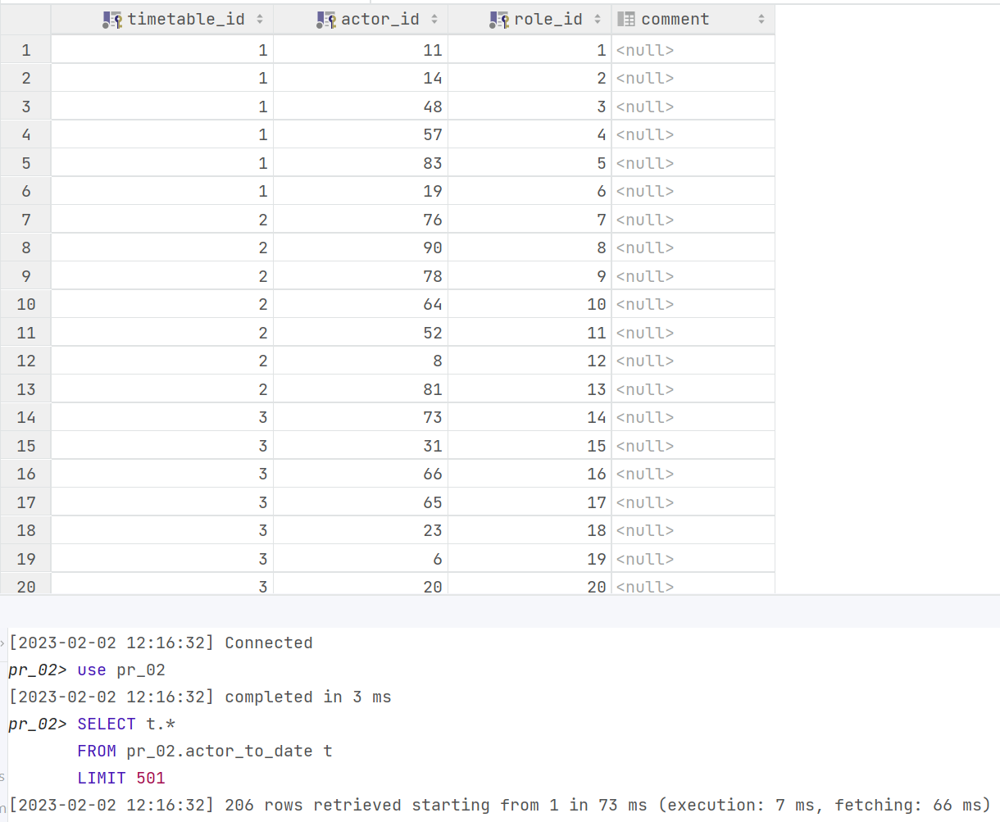 timetable_id actor_id role_id comment
1 1 11 1 <null>
2 1 14 2 <null>
3 1 48 3 <null>
4 1 57 4 <null>
5 1 83 5 <null>
6 1 19 6 <null>
7 2 76 7 <null>
8 2 90 8 <null>
9 2 78 9 <null>
10 2 64 10 <null>
11 2 52 11 <null>
12 2 8 12 <null>
13 2 81 13 <null>
14 3 73 14 <null>
15 3 31 15 <null>
16 3 66 16 <null>
17 3 65 17 <null>
18 3 23 18 <null>
19 3 6 19 <null>
20 3 20 20 <null>
[2023-02-02 12:16:32] Connected
pr_02> use pr_02
[2023-02-02 12:16:32] completed in 3 ms
pr_02> SELECT t.*
FROM pr_02.actor_to_date t
LIMIT 501
[2023-02-02 12:16:32] 206 rows retrieved starting from 1 in 73 ms (execution: 7 ms, fetching: 66 ms)